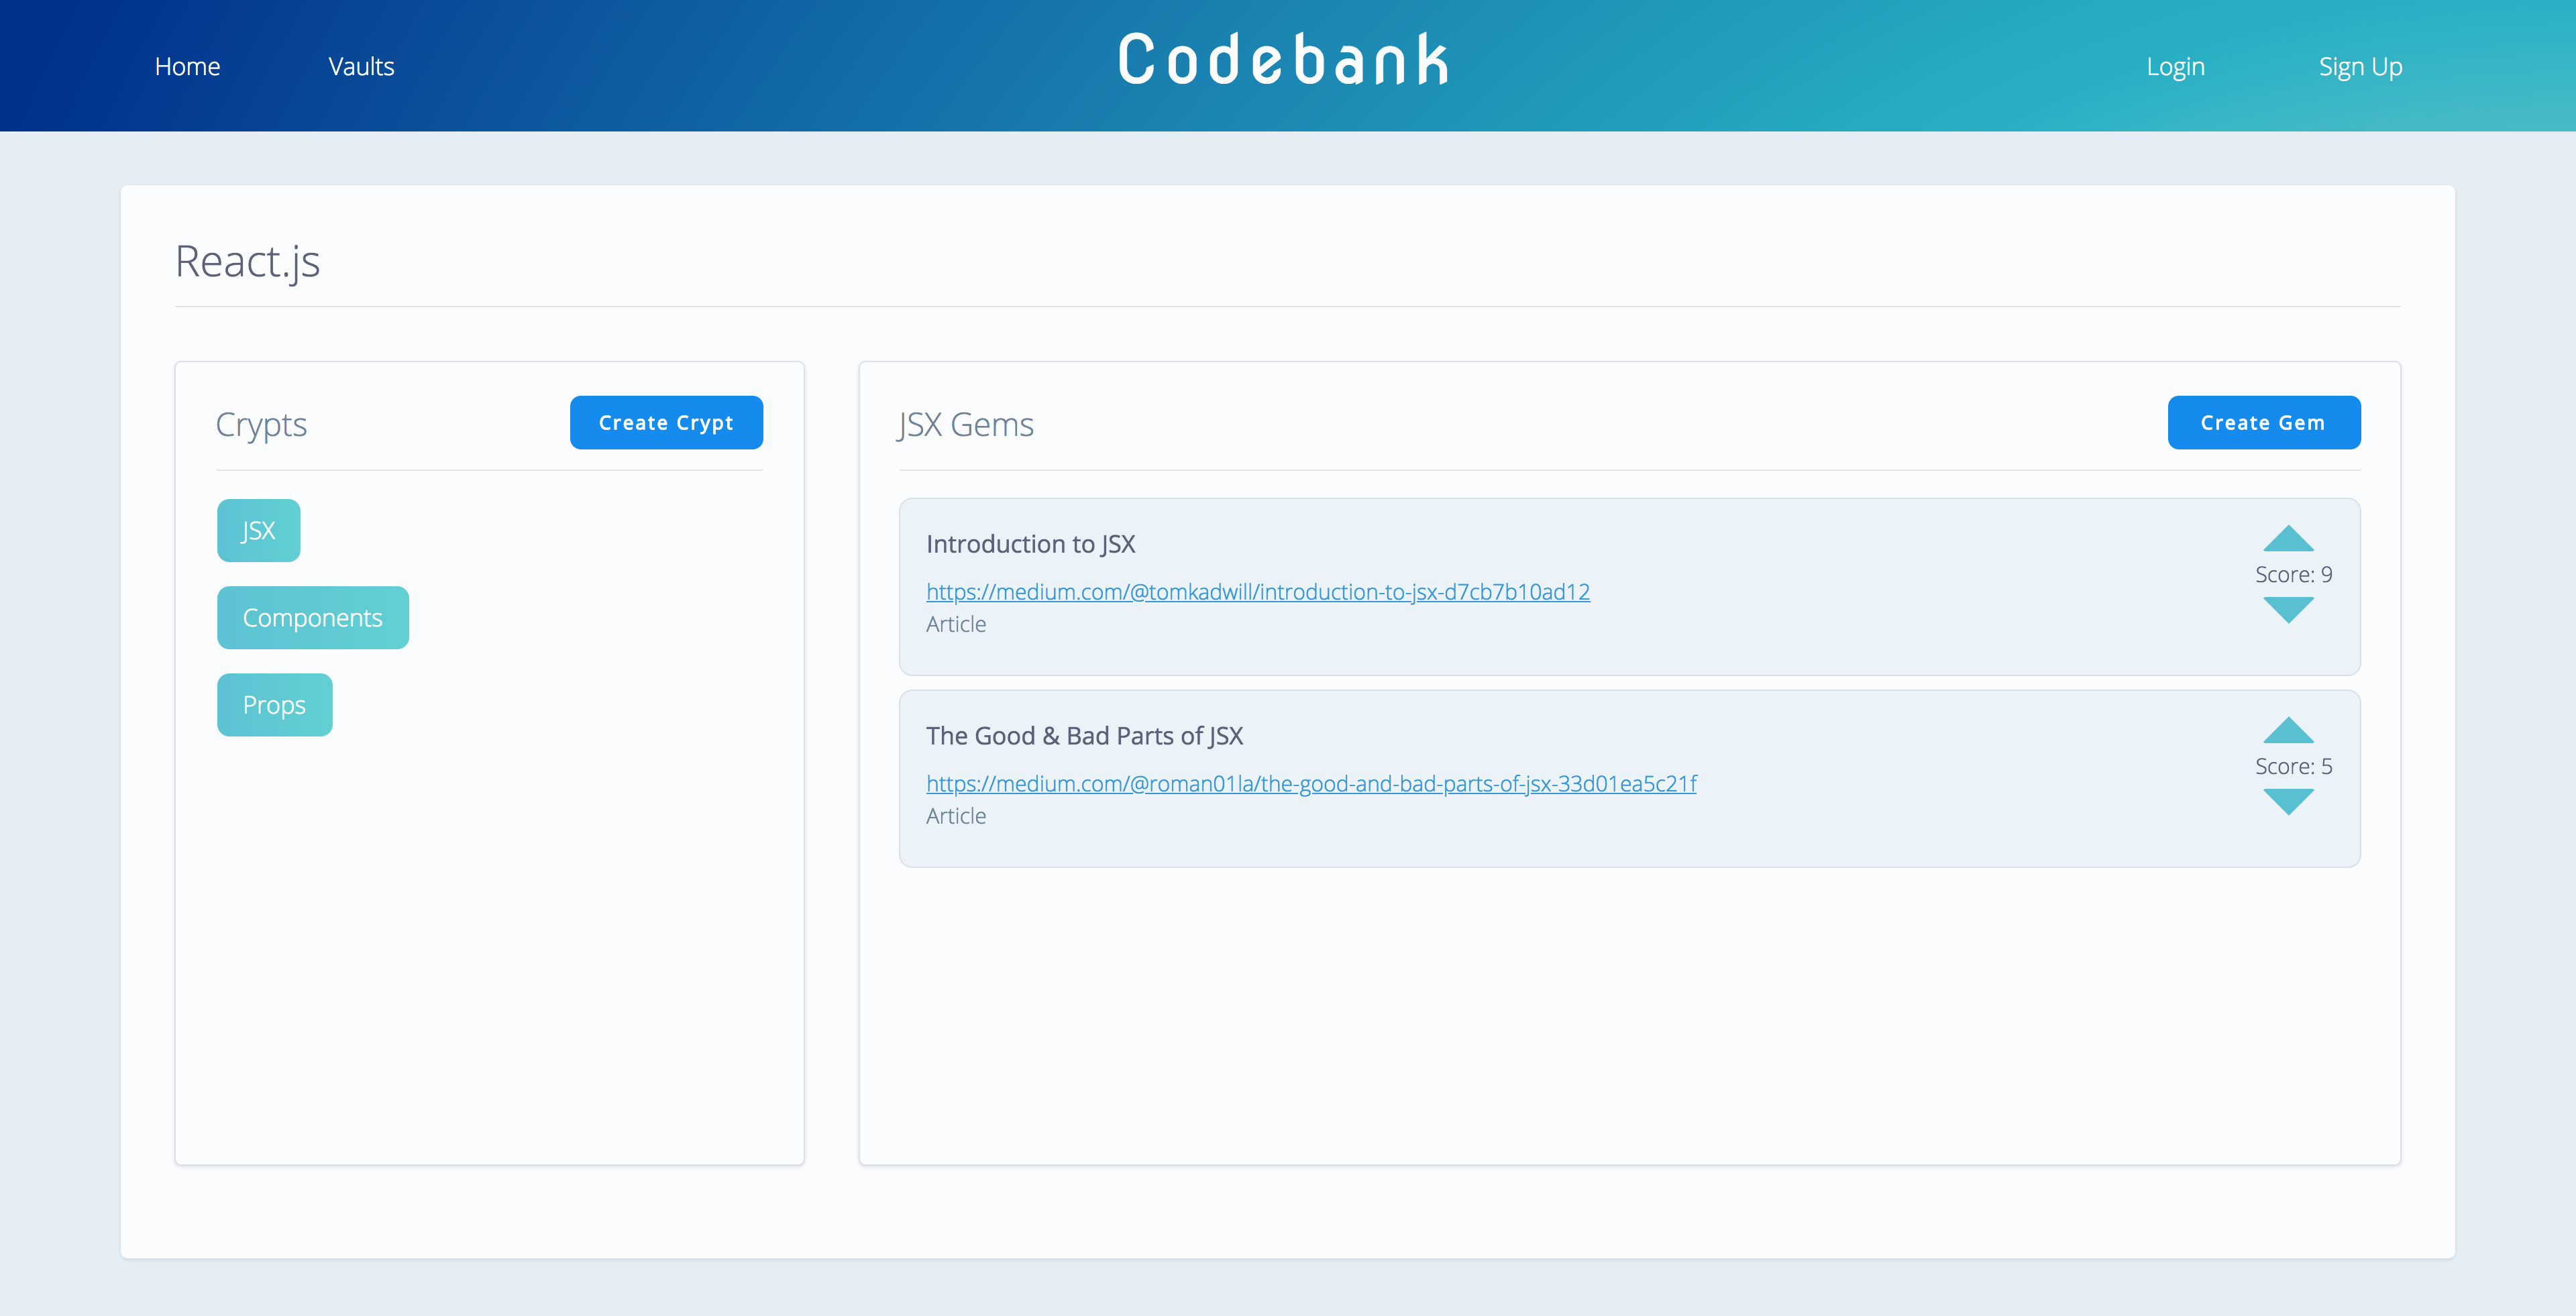 Home Vaults Codebank Login Sign Up
React.js
Crypts Create Crypt
JSX
Components
Props
JSX Gems Create Gem
Introduction to JSX
https://medium.com/@tomkadwill/introduction-to-jsx-d7cb7b10ad12
Article
Score: 9
The Good & Bad Parts of JSX
https://medium.com/@roman01la/the-good-and-bad-parts-of-jsx-33d01ea5c21f
Article
Score: 5